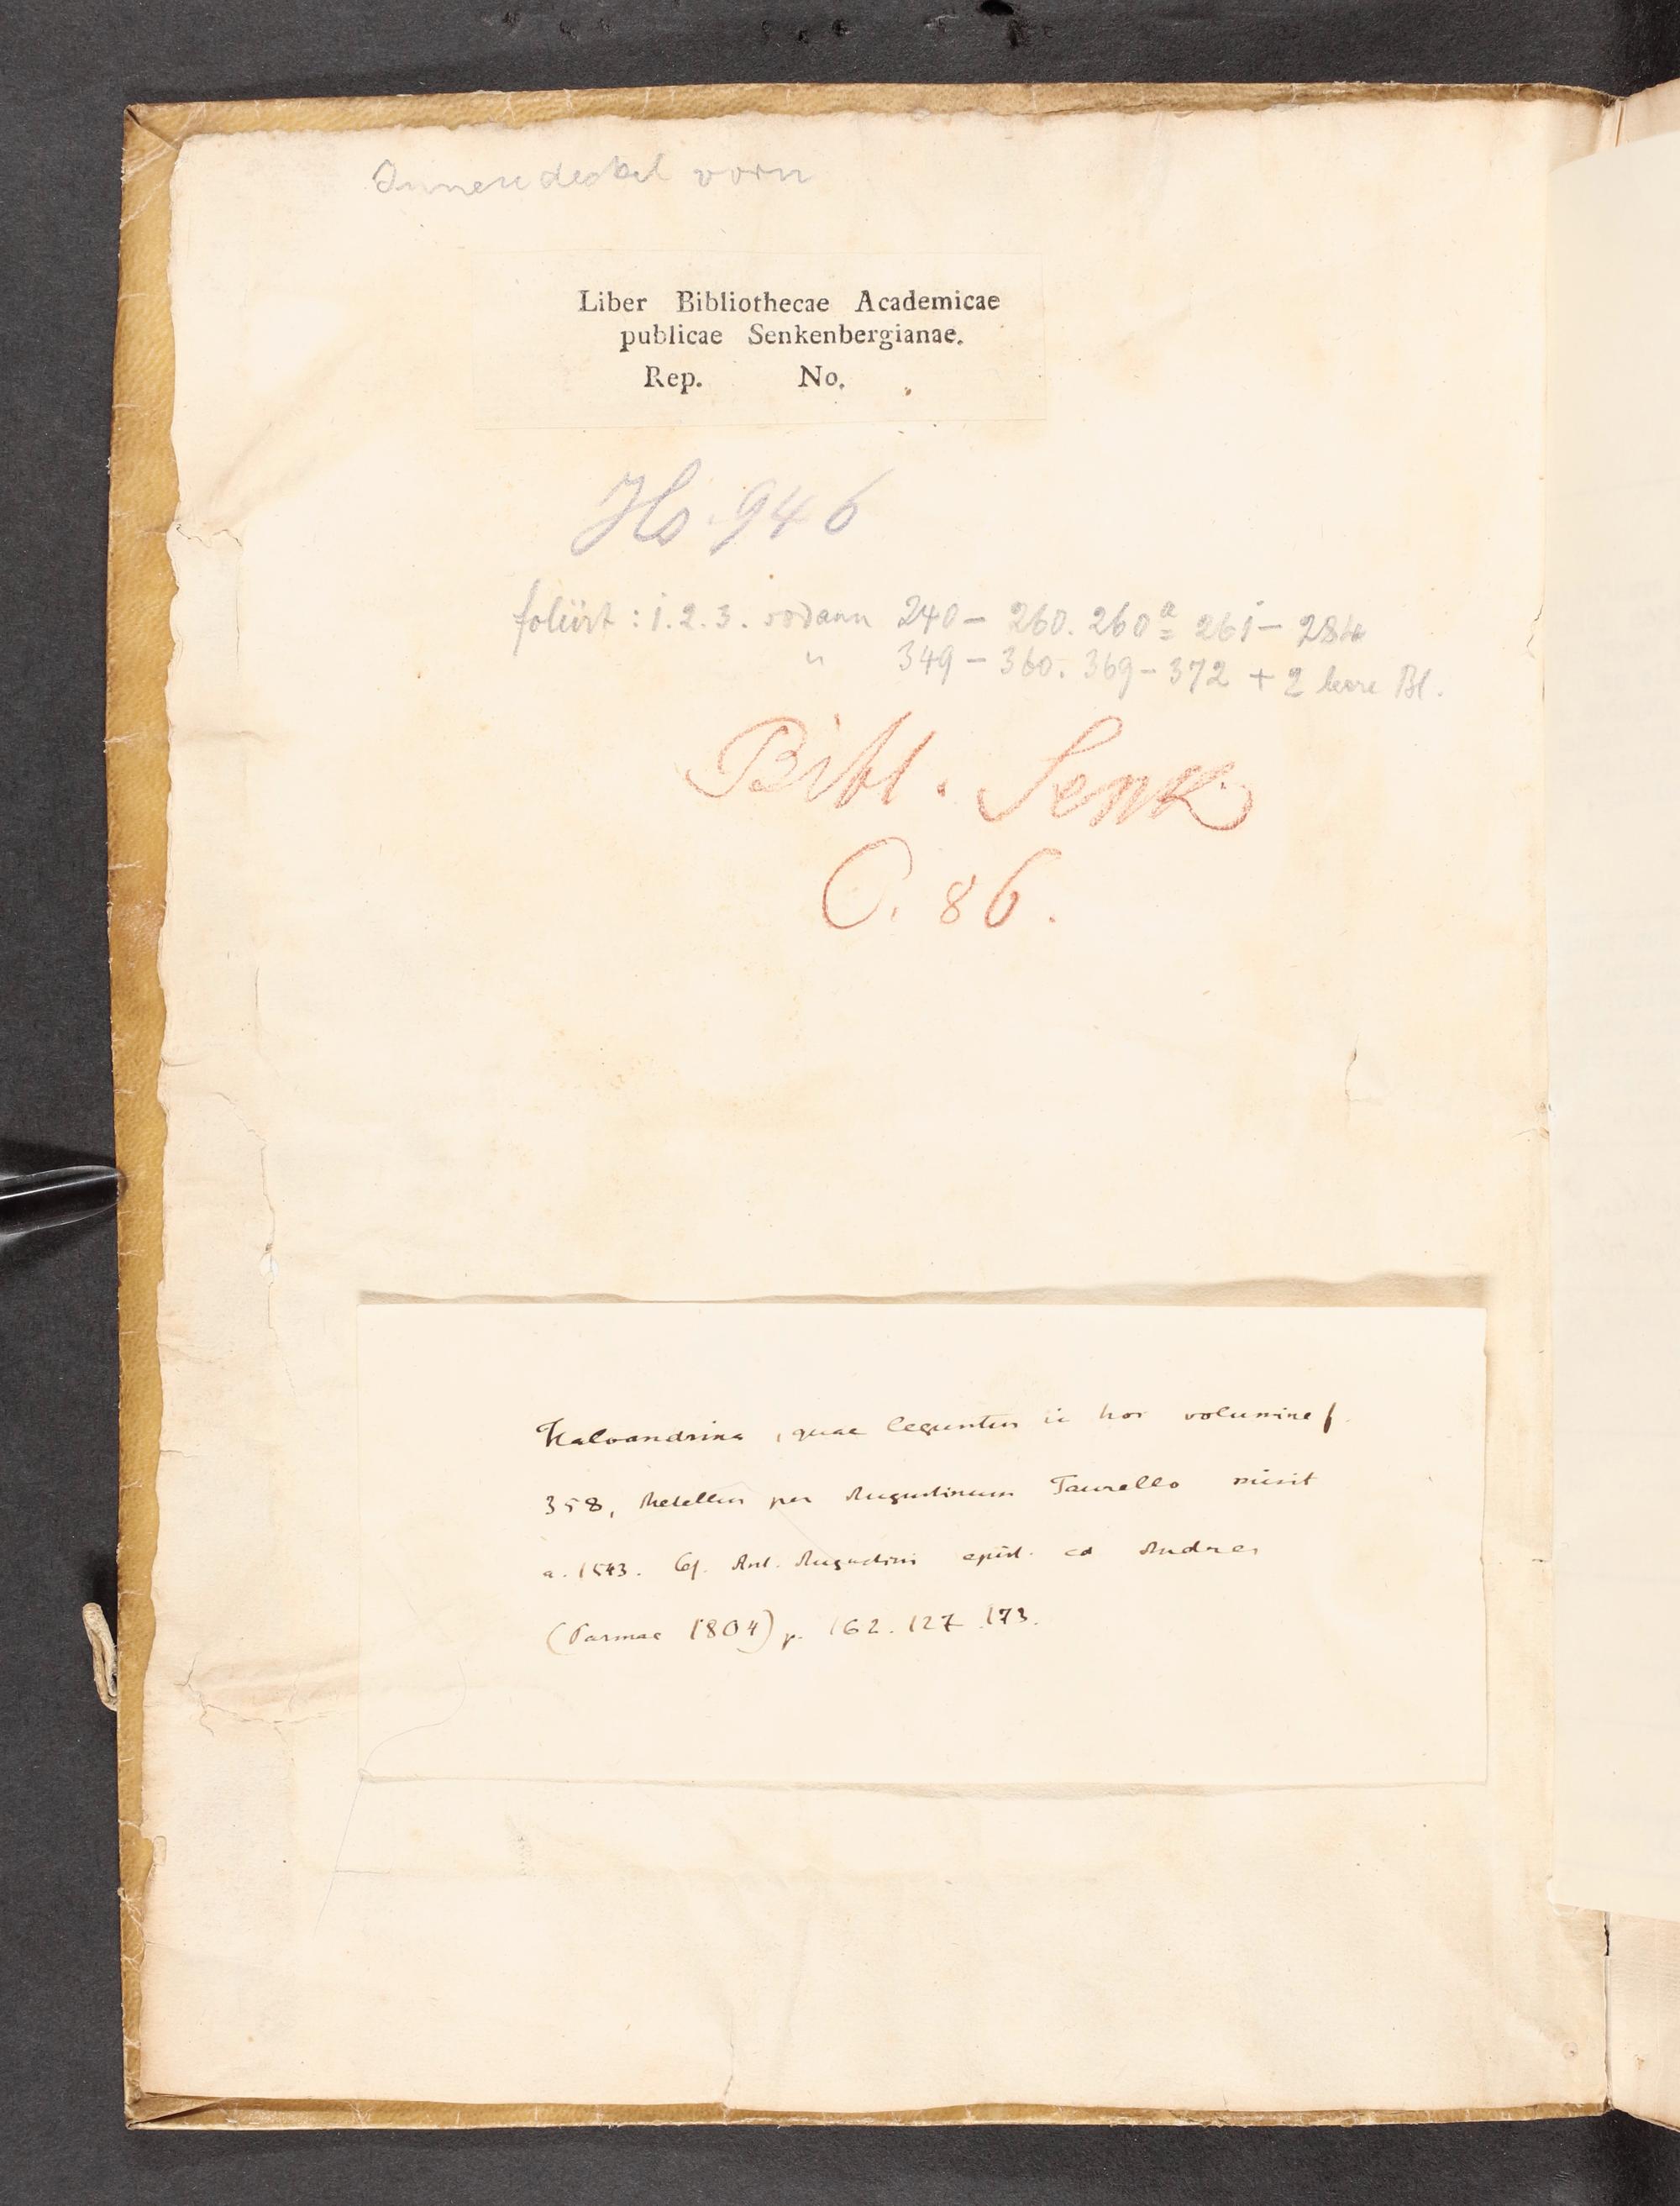 Innendeckel vorn
Liber Bibliothecae Academicae
publicae Senkenbergianae.
Rep. No.
Hs 946
foliirt: 1. 2. 3. sodann 240 – 260. 260a 261 – 284
" 349 – 360. 369 – 372 + 2 leere Bl.
Bibl. Senk
C. 86.
Haloandrina, quae leguntur in hoc volumine f.
358, Metellus per Augustinum Taurello misit
a. 1543. Cf. Ant. Augustini epist. ed Andres
(Parmae 1804) p. 162. 127. 173.